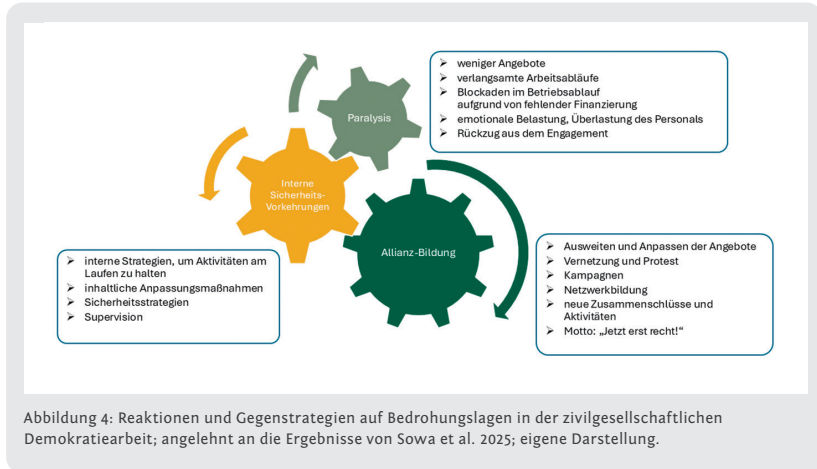 Paralysis
➢ weniger Angebote
➢ verlangsamte Arbeitsabläufe
➢ Blockaden im Betriebsablauf
aufgrund von fehlender Finanzierung
➢ emotionale Belastung, Überlastung des Personals
➢ Rückzug aus dem Engagement
Interne
Sicherheits-
Vorkehrungen
➢ interne Strategien, um Aktivitäten am
Laufen zu halten
➢ inhaltliche Anpassungsmaßnahmen
➢ Sicherheitsstrategien
➢ Supervision
Allianz-Bildung
➢ Ausweiten und Anpassen der Angebote
➢ Vernetzung und Protest
➢ Kampagnen
➢ Netzwerkbildung
➢ neue Zusammenschlüsse und
Aktivitäten
➢ Motto: „Jetzt erst recht!“
Abbildung 4: Reaktionen und Gegenstrategien auf Bedrohungslagen in der zivilgesellschaftlichen
Demokratiearbeit; angelehnt an die Ergebnisse von Sowa et al. 2025; eigene Darstellung.